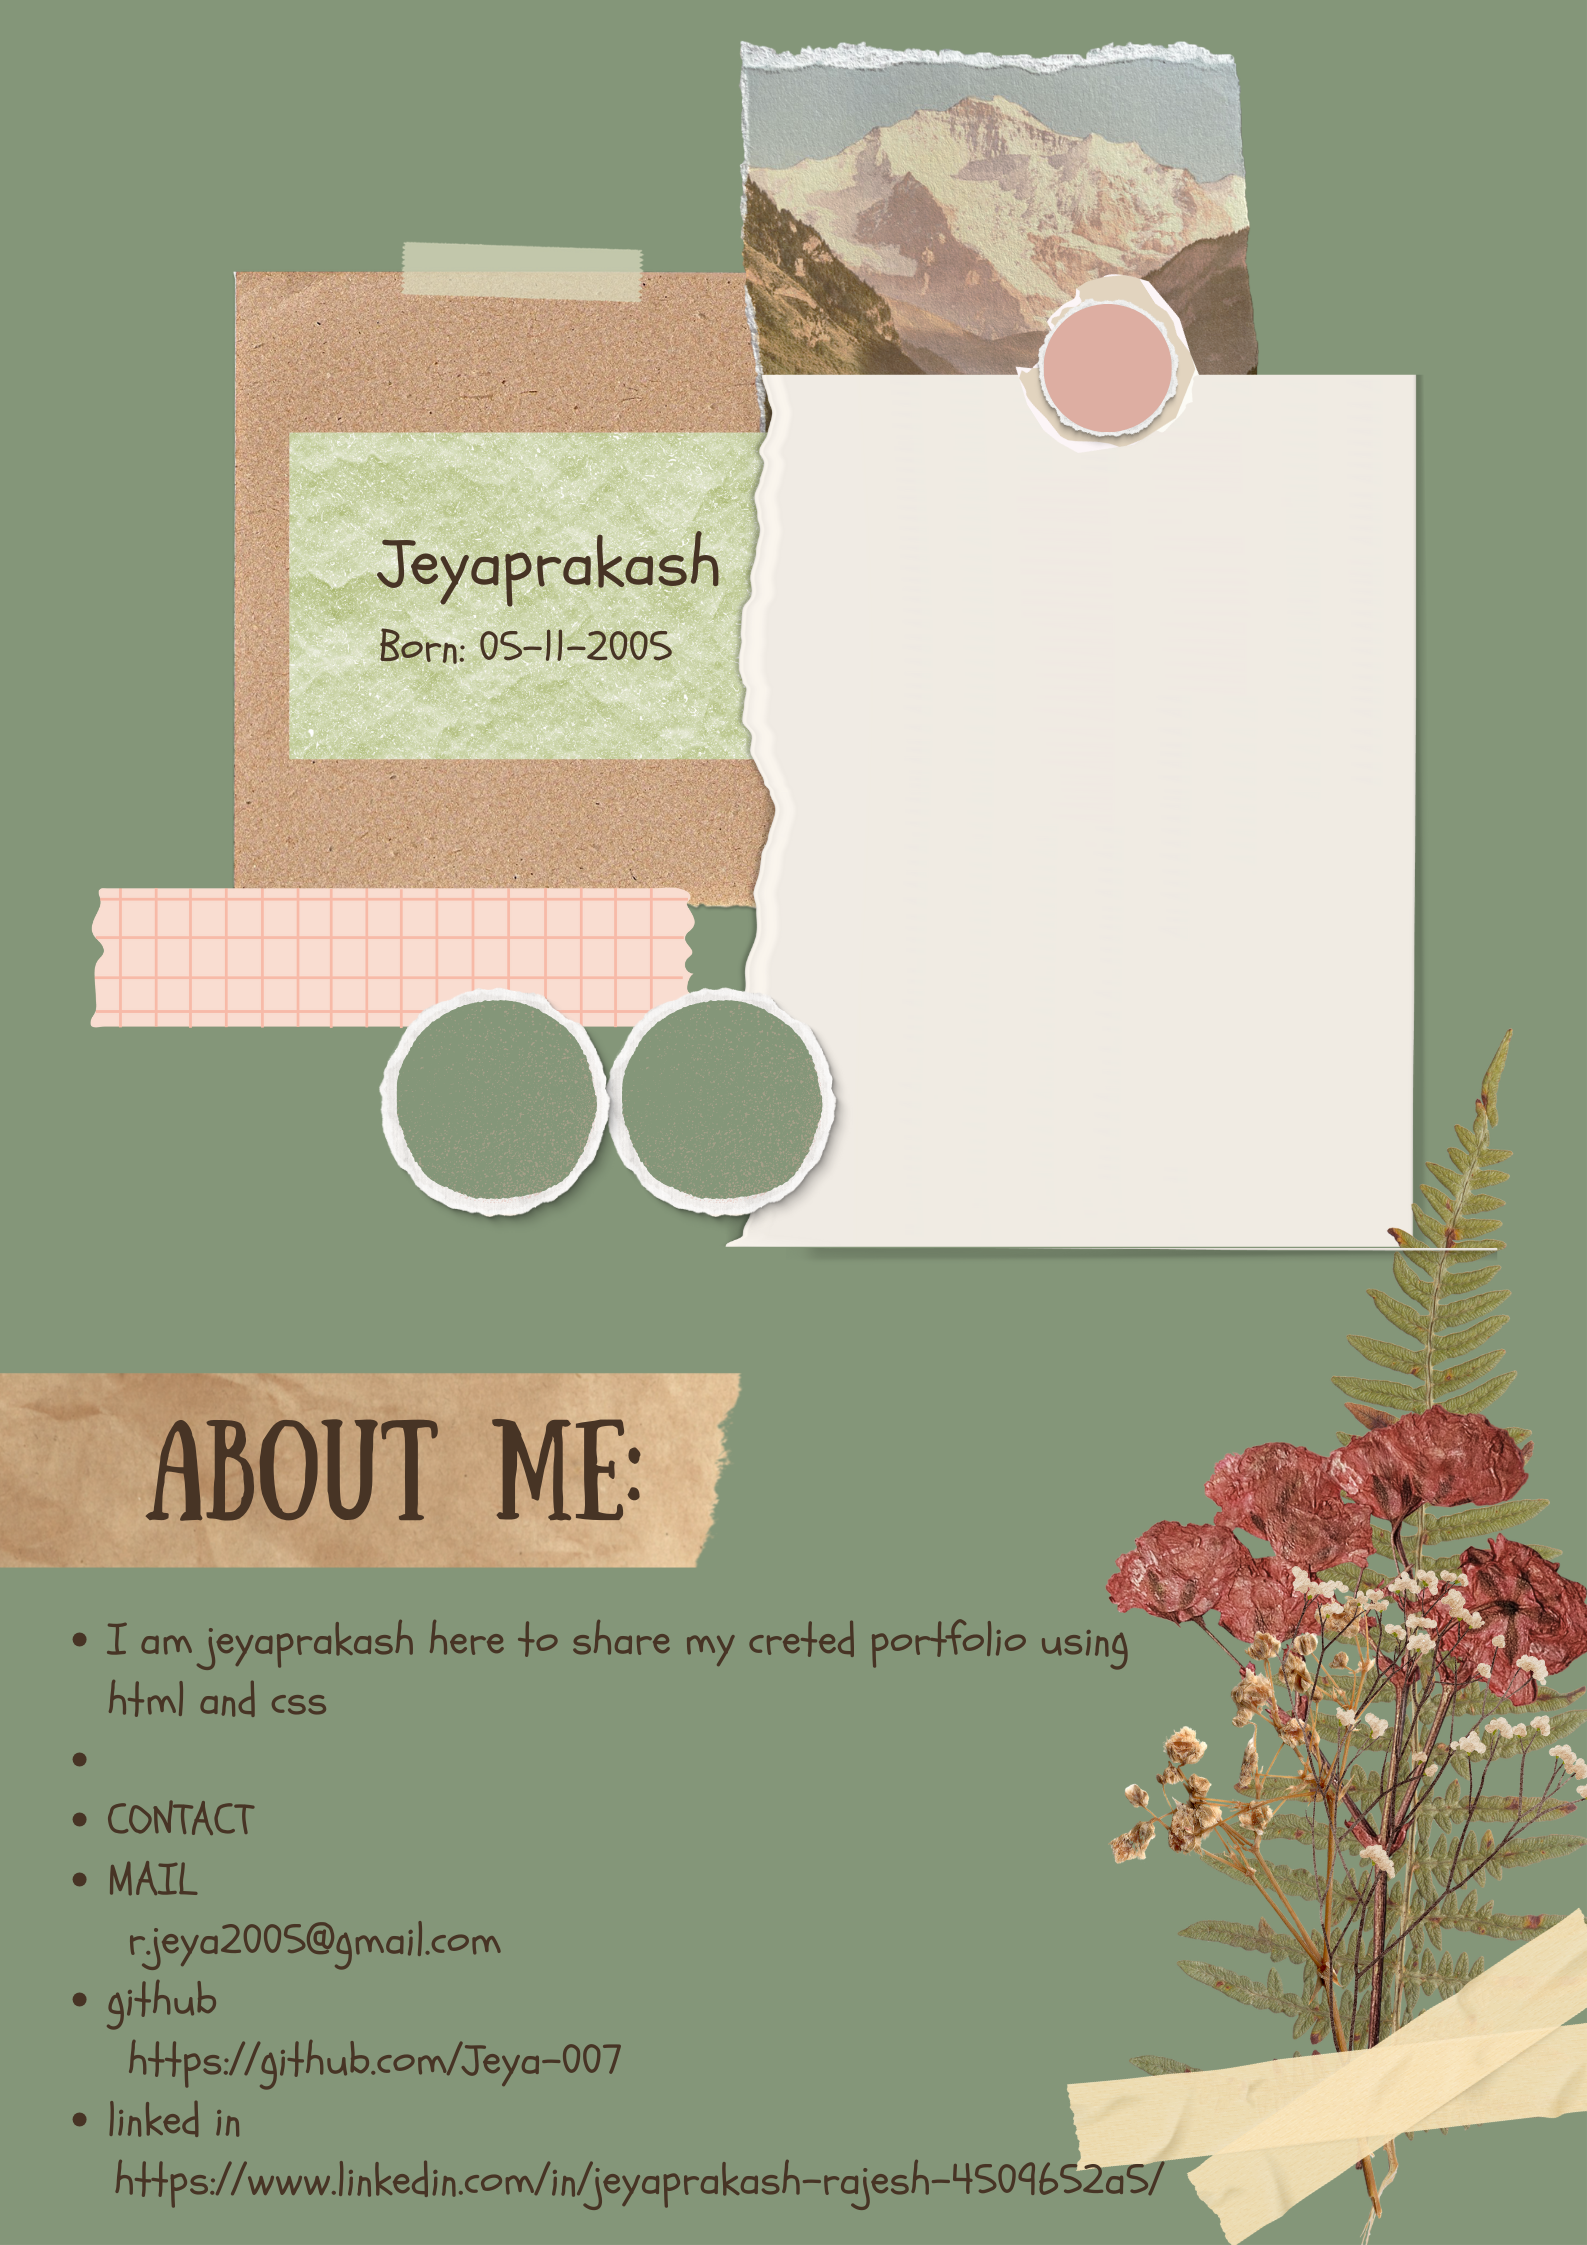 Jeyaprakash
Born: 05-11-2005
ABOUT ME:
• I am jeyaprakash here to share my creted portfolio using
html and css
•
• CONTACT
• MAIL
r.jeya2005@gmail.com
• github
https://github.com/Jeya-007
• linked in
https://www.linkedin.com/in/jeyaprakash-rajesh-4509652a5/